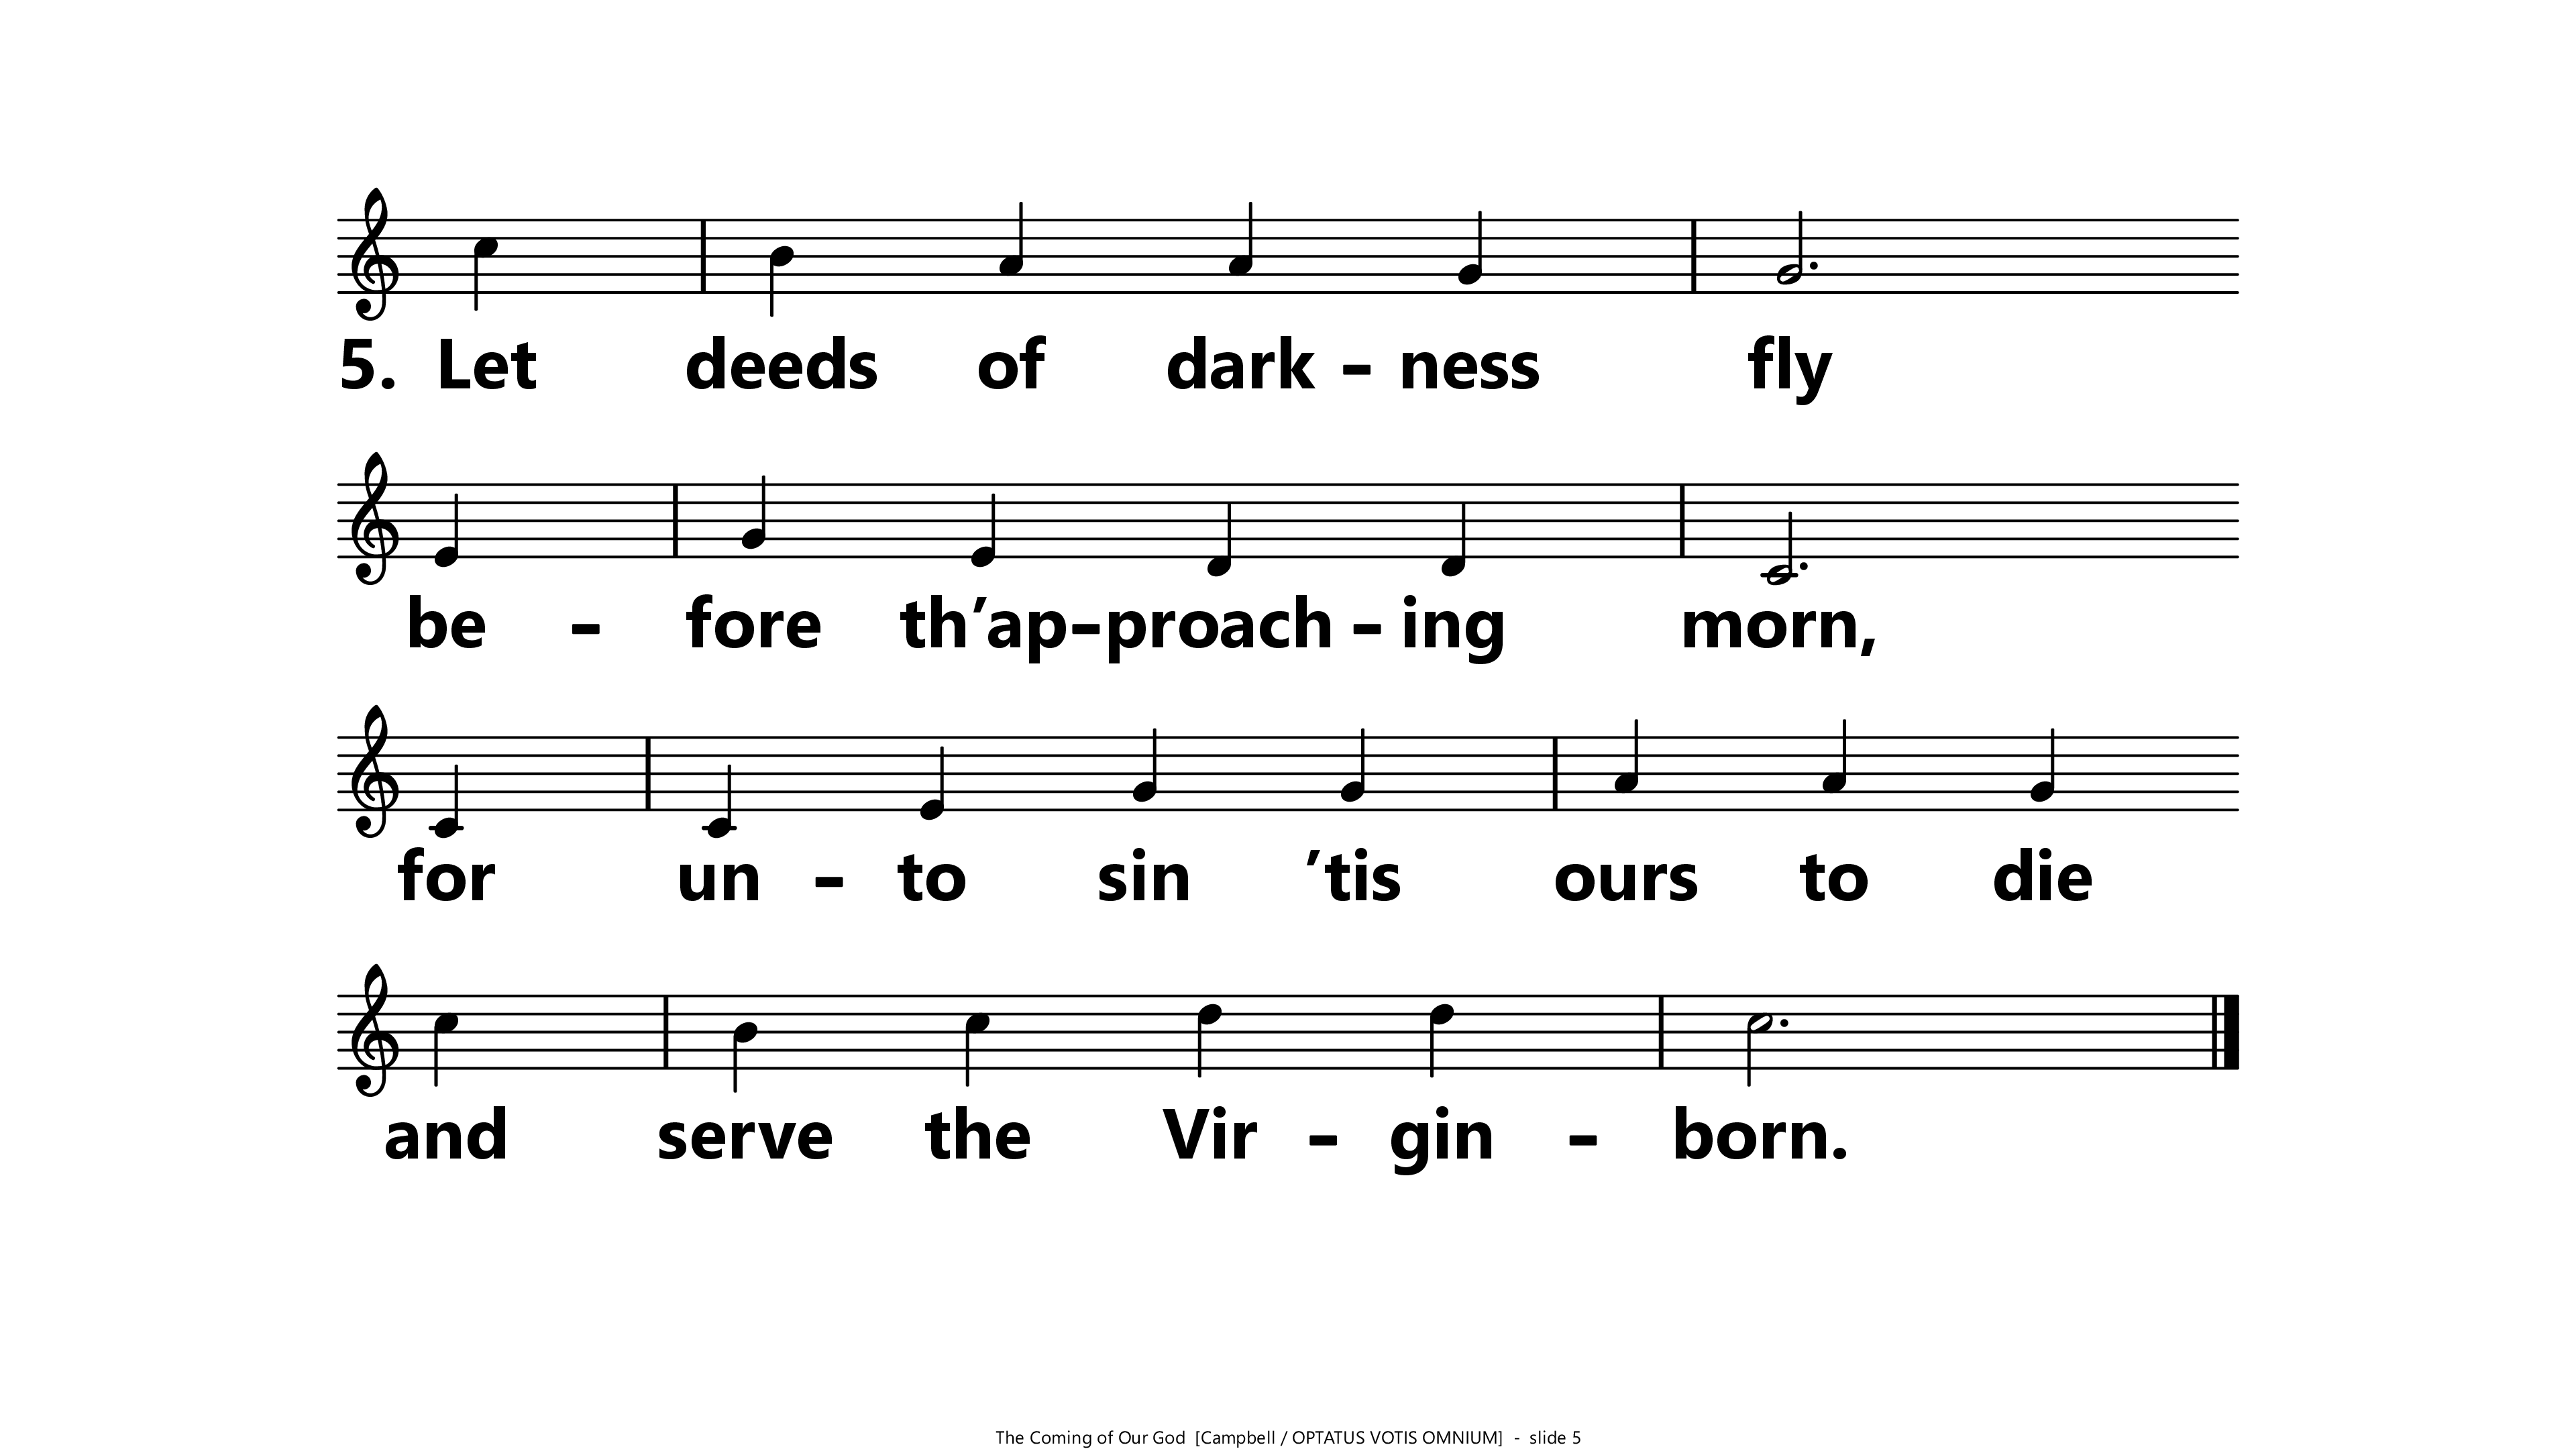 5. Let deeds of dark - ness fly
be - fore th’ap-proach - ing morn,
for un - to sin ’tis ours to die
and serve the Vir - gin - born.
The Coming of Our God [Campbell / OPTATUS VOTIS OMNIUM] - slide 5